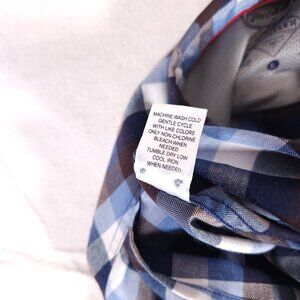 MACHINE WASH COLD
GENTLE CYCLE
WITH LIKE COLORS
ONLY NON-CHLORINE
BLEACH WHEN
NEEDED
TUMBLE DRY LOW
COOL IRON
WHEN NEEDED